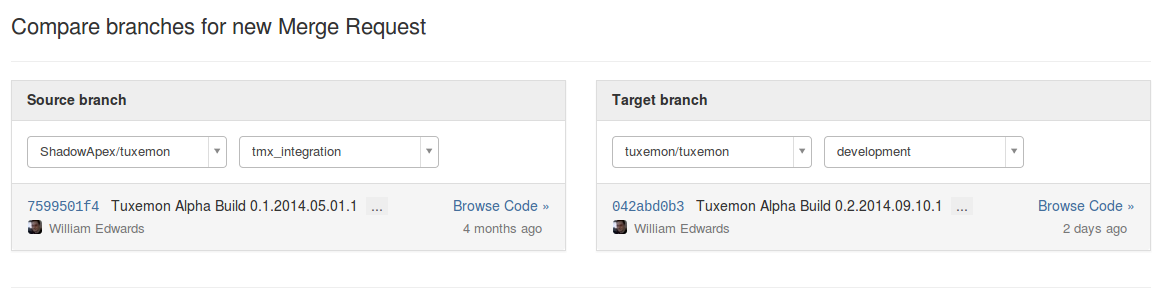 Compare branches for new Merge Request
Source branch
ShadowApex/tuxemon tmx_integration
7599501f4 Tuxemon Alpha Build 0.1.2014.05.01.1 ... Browse Code »
William Edwards 4 months ago
Target branch
tuxemon/tuxemon development
042abd0b3 Tuxemon Alpha Build 0.2.2014.09.10.1 ... Browse Code »
William Edwards 2 days ago